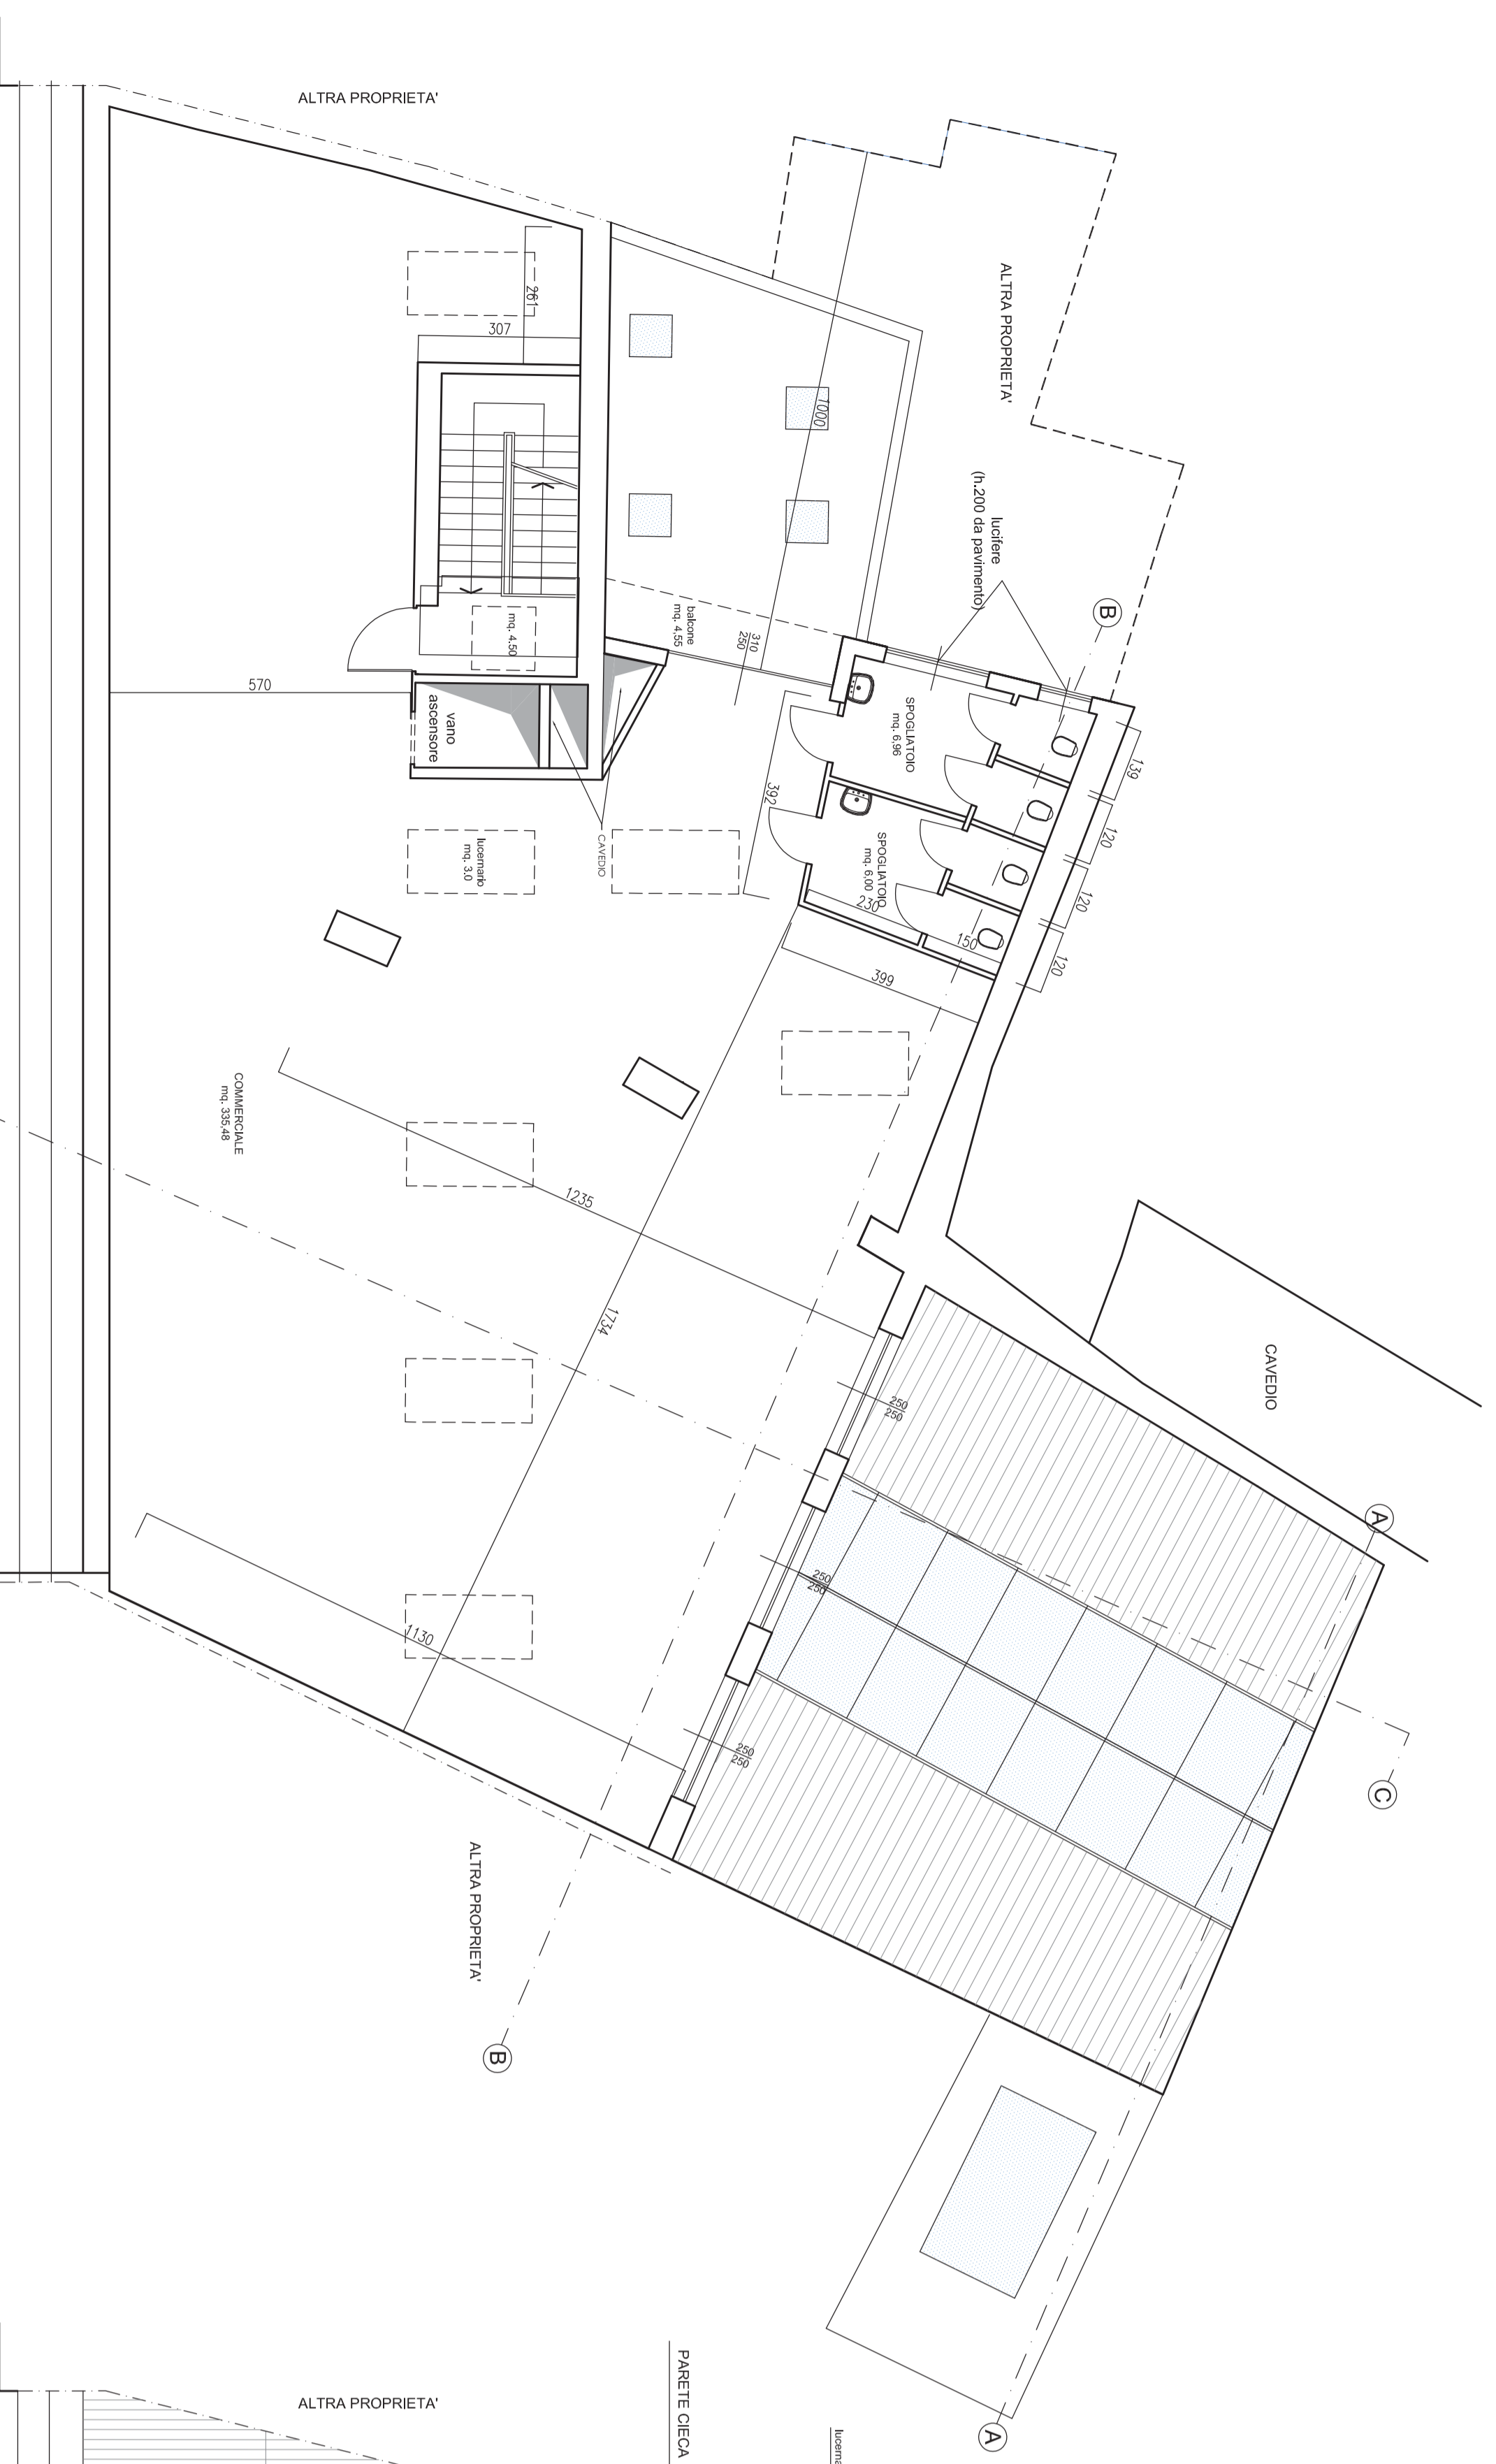 ALTRA PROPRIETA'
ALTRA PROPRIETA'
lucifere
(h.200 da pavimento)
B
261
307
1000
balcone
mq. 4.55
310
250
mq. 4.50
570
vano
ascensore
CAVEDIO
SPOGLIATOIO
mq. 6,96
SPOGLIATOIO
mq. 6,00
392
230
150
399
139
120
120
120
lucernario
mq. 3.0
COMMERCIALE
mq. 335,48
1235
1734
1130
250
250
250
250
250
250
CAVEDIO
A
C
ALTRA PROPRIETA'
B
A
ALTRA PROPRIETA'
PARETE CIECA